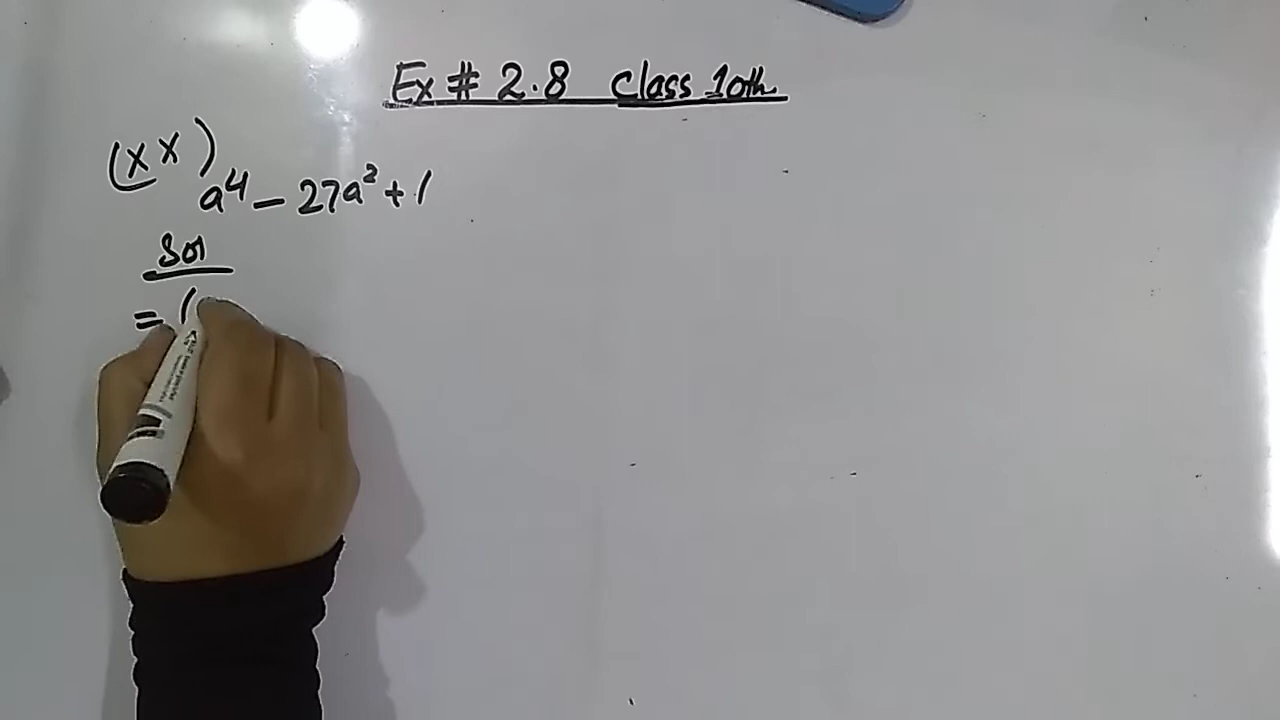 Ex # 2.8 Class 10th
(xx)
a⁴ - 27a² + 1
Sol
= (